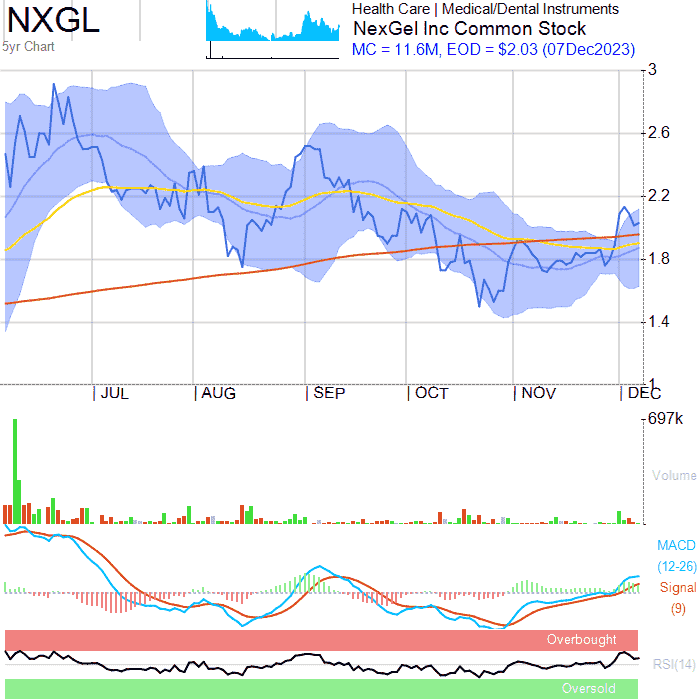 NXGL
5yr Chart
Health Care | Medical/Dental Instruments
NexGel Inc Common Stock
MC = 11.6M, EOD = $2.03 (07Dec2023)
3
2.6
2.2
1.8
1.4
1
JUL AUG SEP OCT NOV DEC
697k
Volume
MACD
(12-26)
Signal
(9)
Overbought
RSI(14)
Oversold